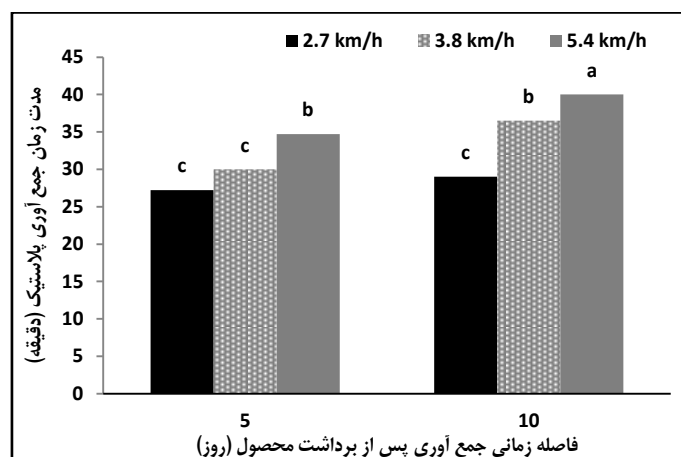 2.7 km/h 3.8 km/h 5.4 km/h
45
40
35
30
25
20
15
10
5
0
مدت زمان جمع آوری پلاستیک (دقیقه)
c c b
c b a
5 10
فاصله زمانی جمع آوری پس از برداشت محصول (روز)